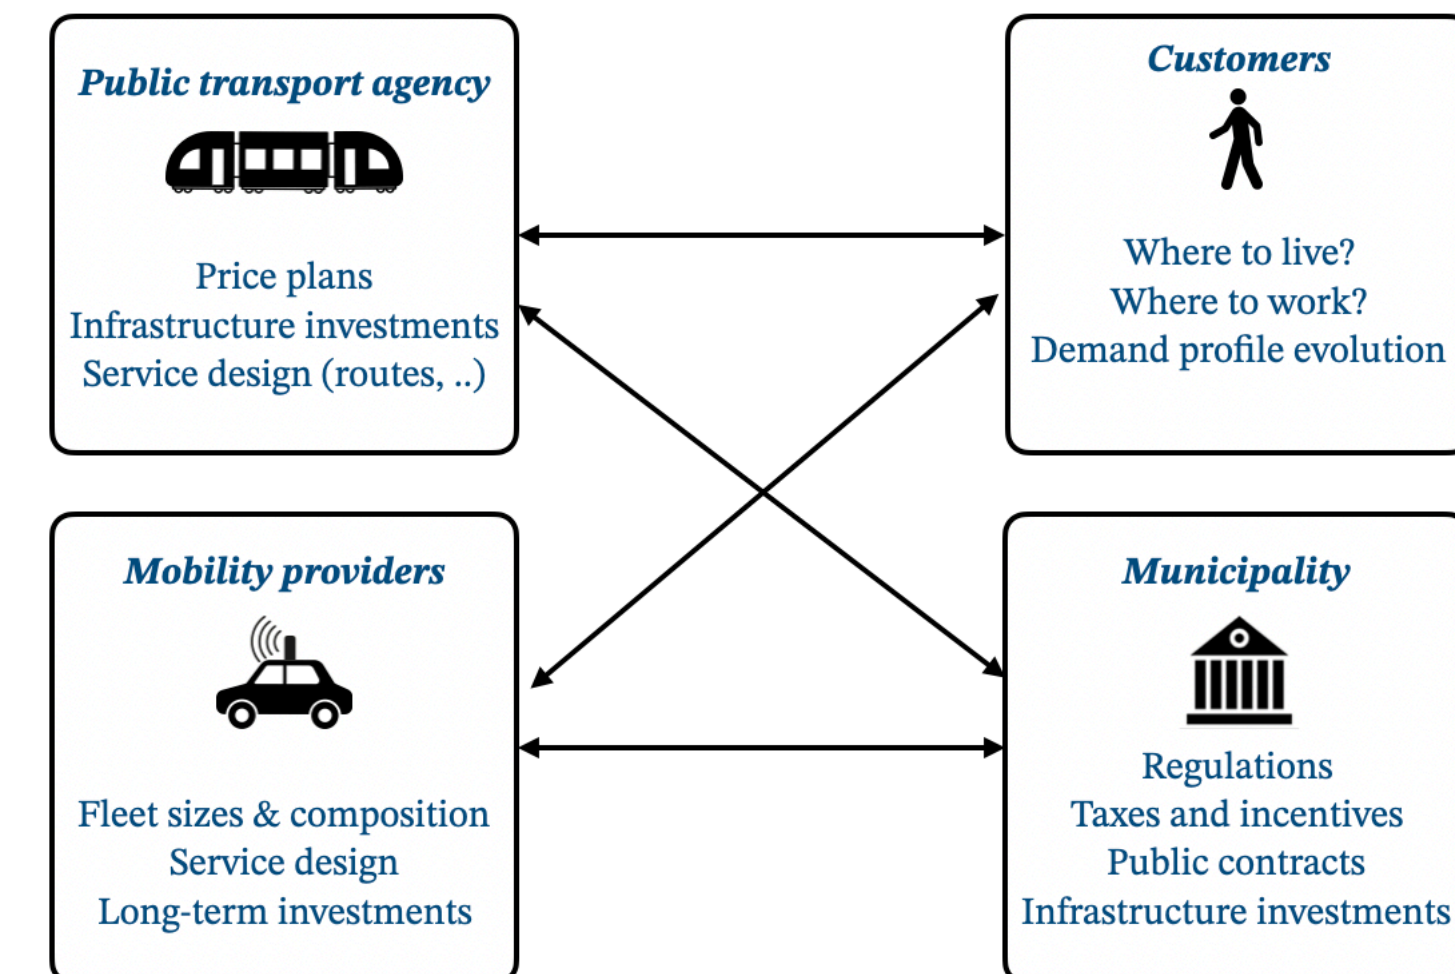 Public transport agency
Price plans
Infrastructure investments
Service design (routes, ..)
Customers
Where to live?
Where to work?
Demand profile evolution
Mobility providers
Fleet sizes & composition
Service design
Long-term investments
Municipality
Regulations
Taxes and incentives
Public contracts
Infrastructure investments